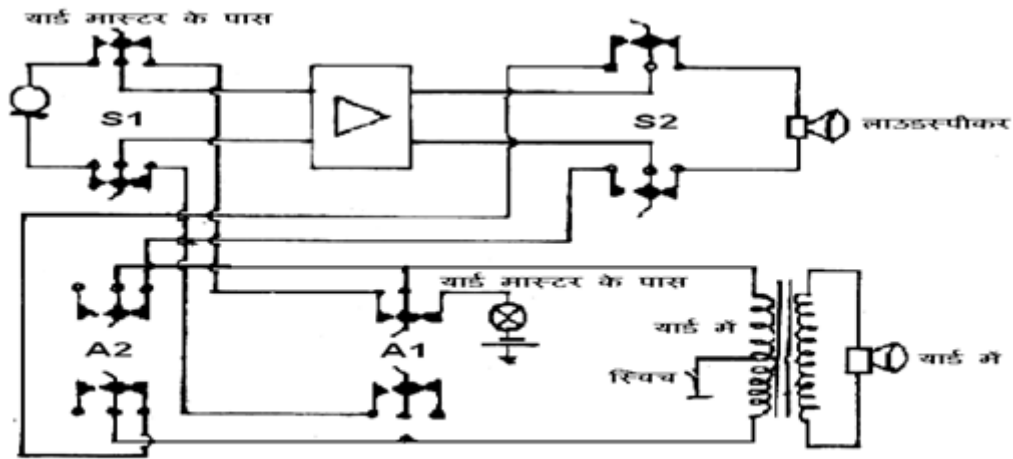 यार्ड मास्टर के पास
S1
S2
लाउडस्पीकर
यार्ड मास्टर के पास
यार्ड में
A2
A1
स्विच
यार्ड में